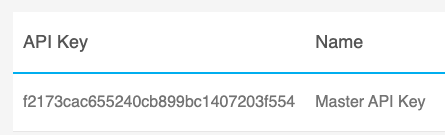 API Key Name
f2173cac655240cb899bc1407203f554 Master API Key